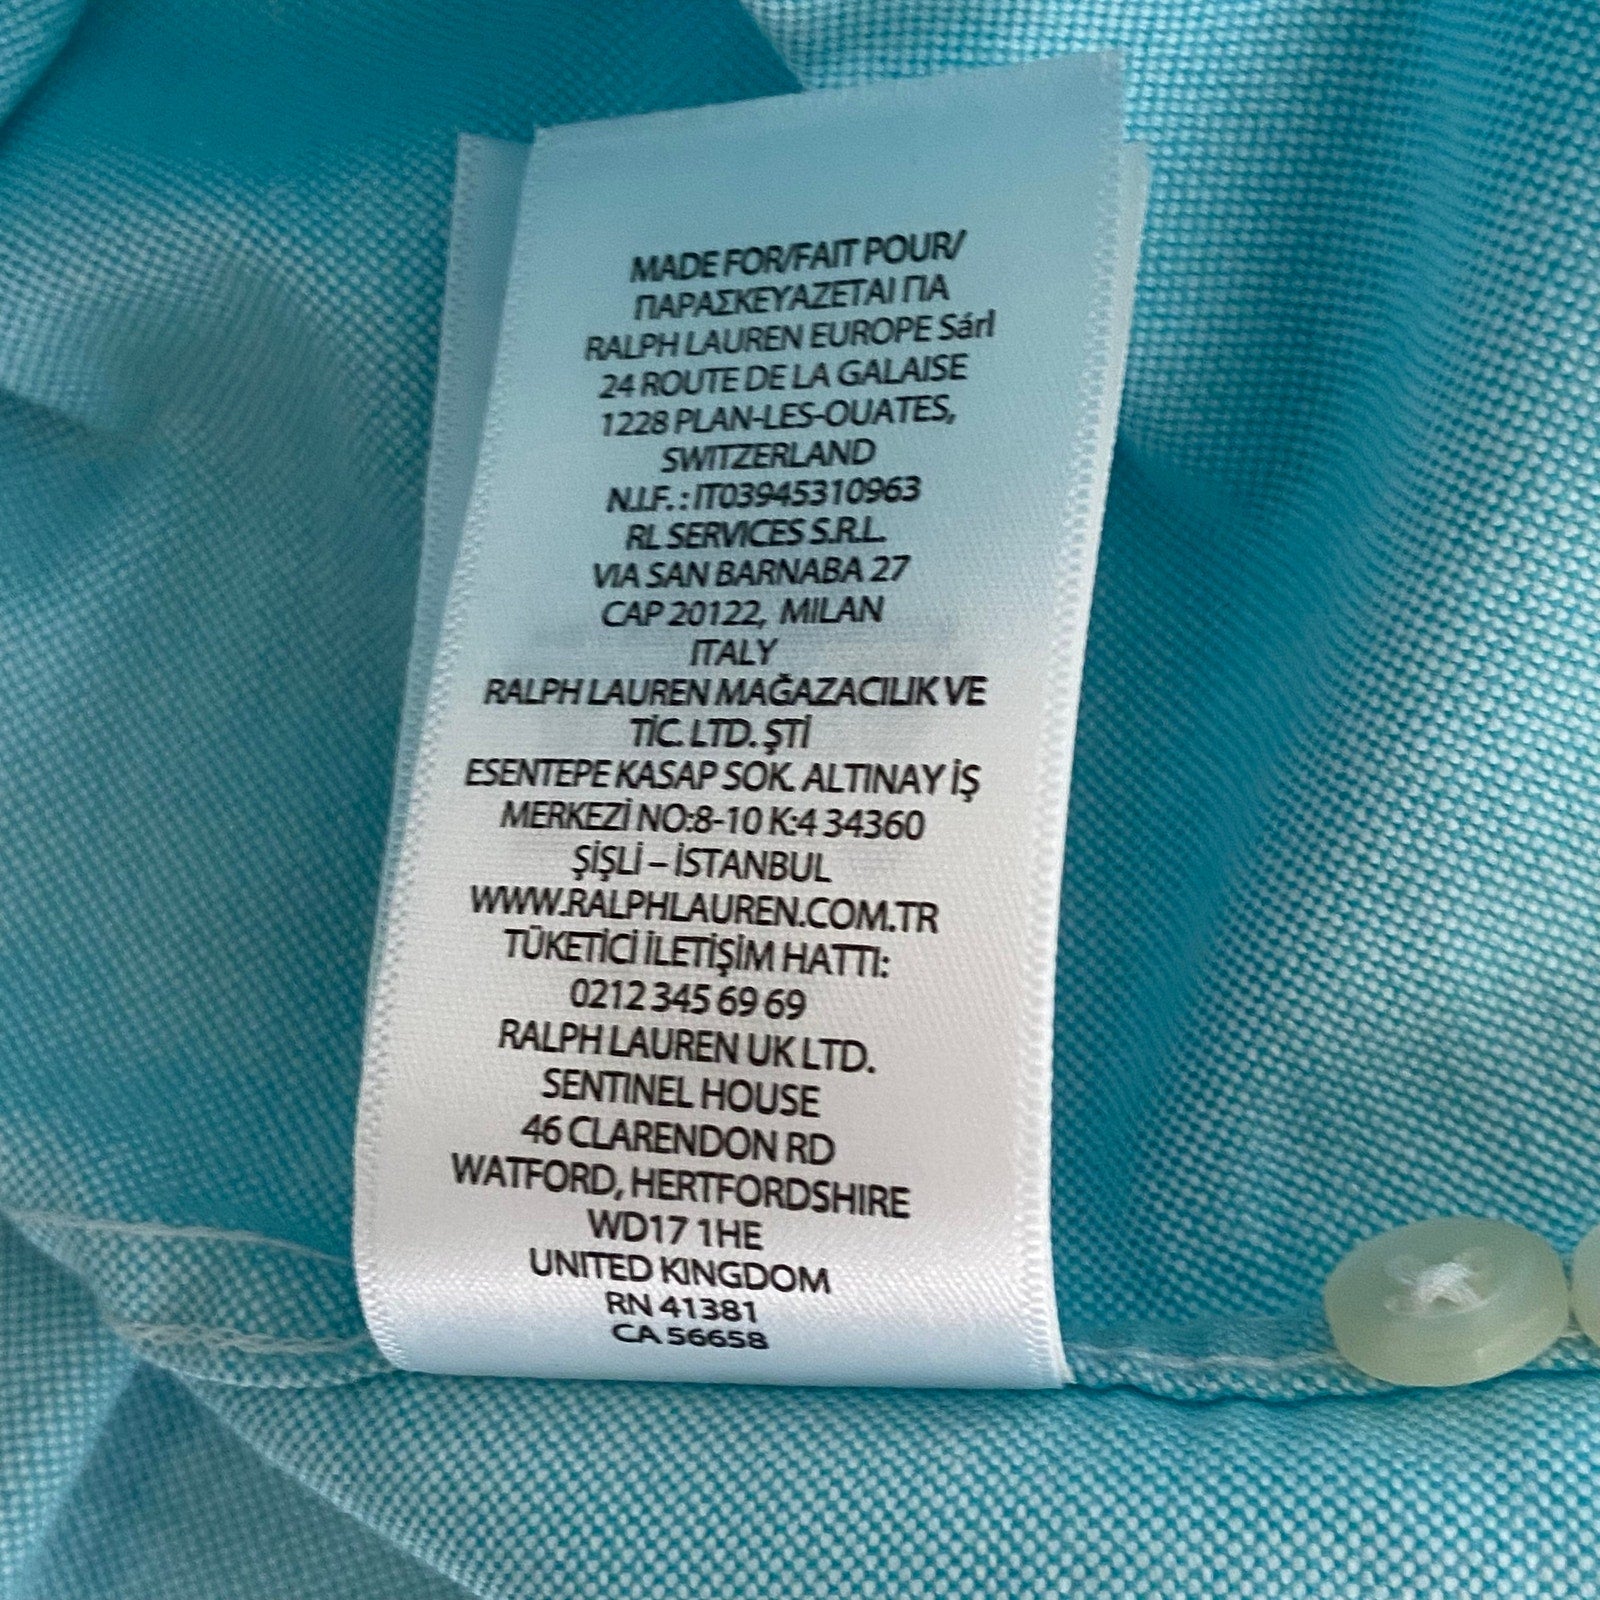 MADE FOR/FAIT POUR/
ΠΑΡΑΣΚΕΥΑΖΕΤΑΙ ΠΑ
RALPH LAUREN EUROPE Sárl
24 ROUTE DE LA GALAISE
1228 PLAN-LES-OUATES,
SWITZERLAND
N.I.F. : IT03945310963
RL SERVICES S.R.L.
VIA SAN BARNABA 27
CAP 20122, MILAN
ITALY
RALPH LAUREN MAĞAZACILIK VE
TİC. LTD. ŞTİ
ESENTEPE KASAP SOK. ALTINAY İŞ
MERKEZİ NO:8-10 K:4 34360
ŞİŞLİ – İSTANBUL
WWW.RALPHLAUREN.COM.TR
TÜKETİCİ İLETİŞİM HATTI:
0212 345 69 69
RALPH LAUREN UK LTD.
SENTINEL HOUSE
46 CLARENDON RD
WATFORD, HERTFORDSHIRE
WD17 1HE
UNITED KINGDOM
RN 41381
CA 56658